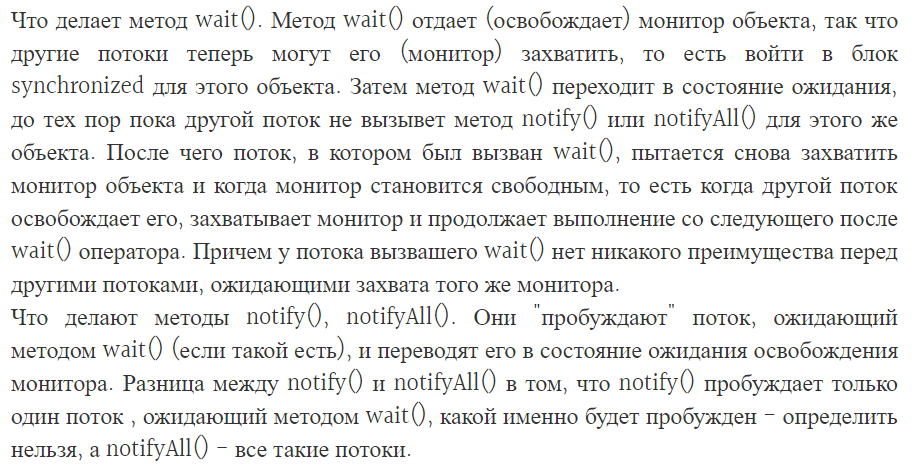 Что делает метод wait(). Метод wait() отдает (освобождает) монитор объекта, так что
другие потоки теперь могут его (монитор) захватить, то есть войти в блок
synchronized для этого объекта. Затем метод wait() переходит в состояние ожидания,
до тех пор пока другой поток не вызывет метод notify() или notifyAll() для этого же
объекта. После чего поток, в котором был вызван wait(), пытается снова захватить
монитор объекта и когда монитор становится свободным, то есть когда другой поток
освобождает его, захватывает монитор и продолжает выполнение со следующего после
wait() оператора. Причем у потока вызвашего wait() нет никакого преимущества перед
другими потоками, ожидающими захвата того же монитора.
Что делают методы notify(), notifyAll(). Они "пробуждают" поток, ожидающий
методом wait() (если такой есть), и переводят его в состояние ожидания освобождения
монитора. Разница между notify() и notifyAll() в том, что notify() пробуждает только
один поток , ожидающий методом wait(), какой именно будет пробужден – определить
нельзя, а notifyAll() – все такие потоки.